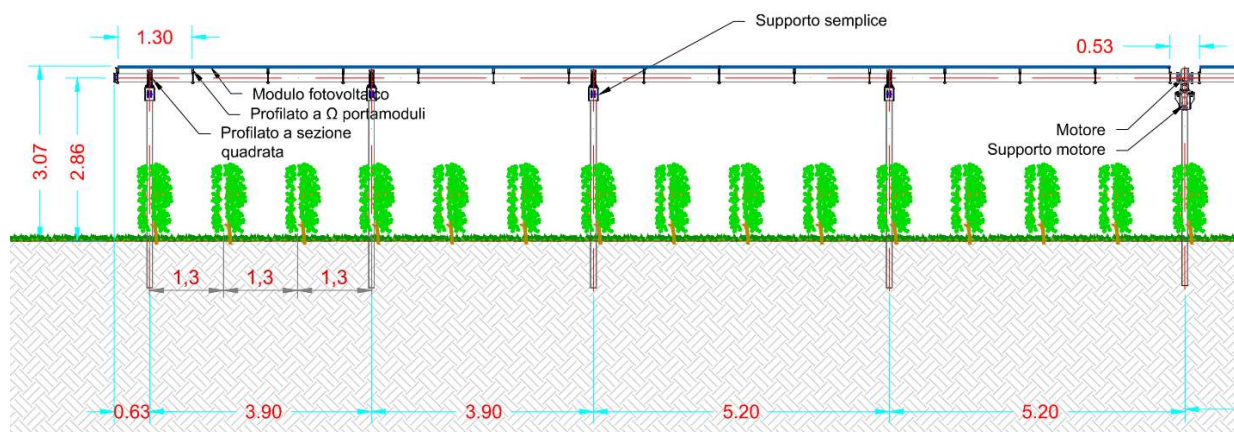 1.30
Supporto semplice
0.53
Modulo fotovoltaico
Profilato a Ω portamoduli
Profilato a sezione
quadrata
Motore
Supporto motore
3.07
2.86
1,3
1,3
1,3
0.63
3.90
3.90
5.20
5.20